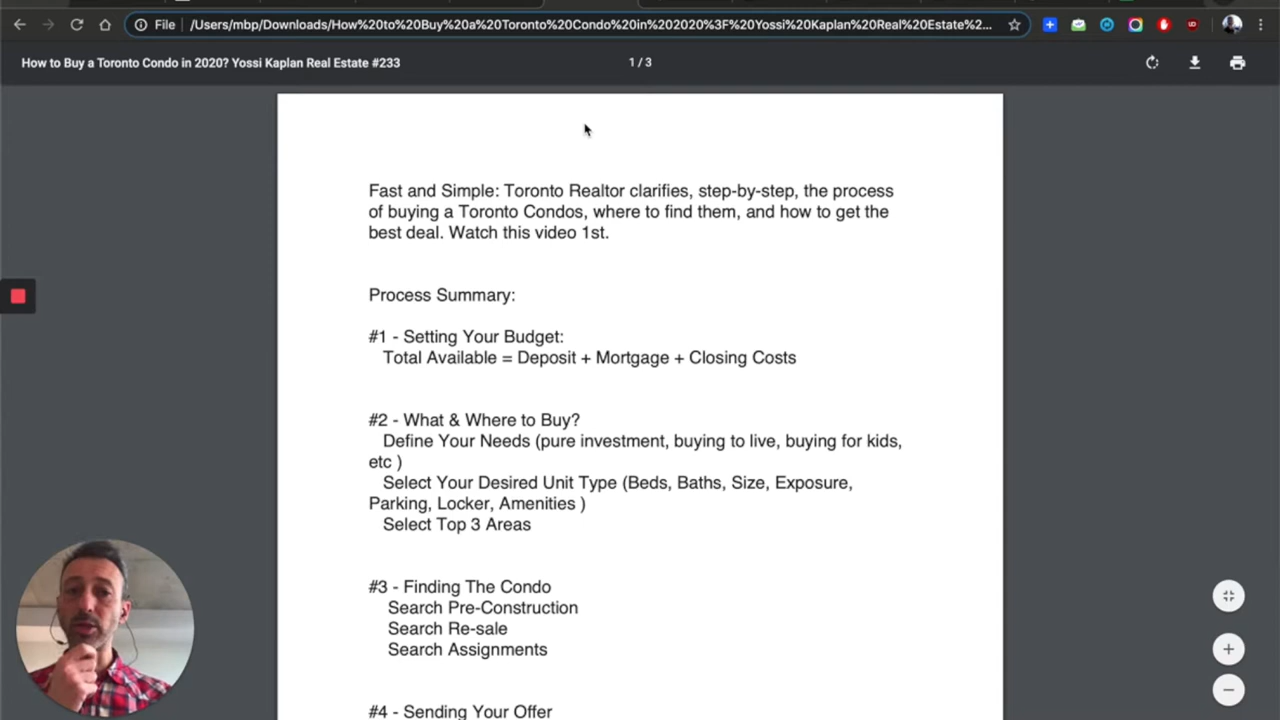 File
/Users/mbp/Downloads/How%20to%20Buy%20a%20Toronto%20Condo%20in%202020%3F%20Yossi%20Kaplan%20Real%20Estate%2...
How to Buy a Toronto Condo in 2020? Yossi Kaplan Real Estate #233
1 / 3
Fast and Simple: Toronto Realtor clarifies, step-by-step, the process
of buying a Toronto Condos, where to find them, and how to get the
best deal. Watch this video 1st.
Process Summary:
#1 - Setting Your Budget:
Total Available = Deposit + Mortgage + Closing Costs
#2 - What & Where to Buy?
Define Your Needs (pure investment, buying to live, buying for kids,
etc )
Select Your Desired Unit Type (Beds, Baths, Size, Exposure,
Parking, Locker, Amenities )
Select Top 3 Areas
#3 - Finding The Condo
Search Pre-Construction
Search Re-sale
Search Assignments
#4 - Sending Your Offer